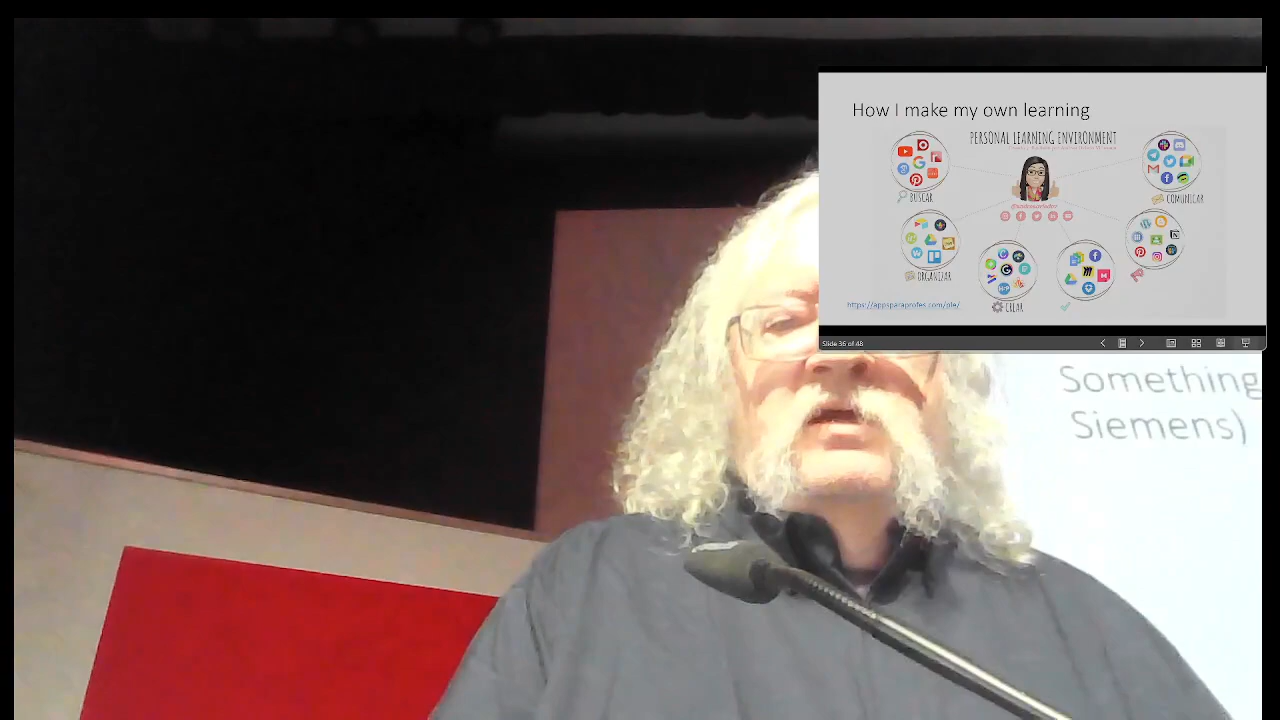 How I make my own learning
PERSONAL LEARNING ENVIRONMENT
BUSCAR
COMUNICAR
ORGANIZAR
CREAR
https://appsparaprofes.com/ple/
Slide 36 of 48
Something
Siemens)